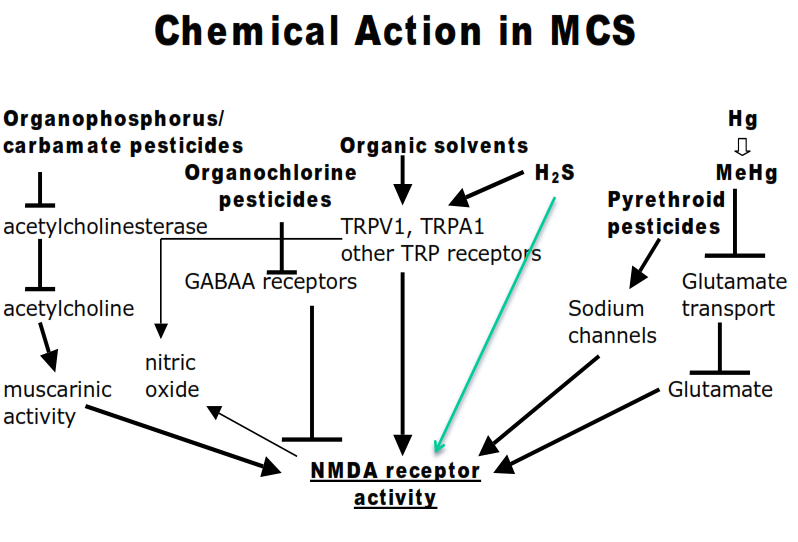 Chemical Action in MCS
Organophosphorus/
carbamate pesticides
Organochlorine
pesticides
Organic solvents
H₂S
Hg
MeHg
Pyrethroid
pesticides
acetylcholinesterase
TRPV1, TRPA1
other TRP receptors
GABAA receptors
Glutamate
transport
acetylcholine
Sodium
channels
nitric
oxide
muscarinic
activity
Glutamate
NMDA receptor
activity